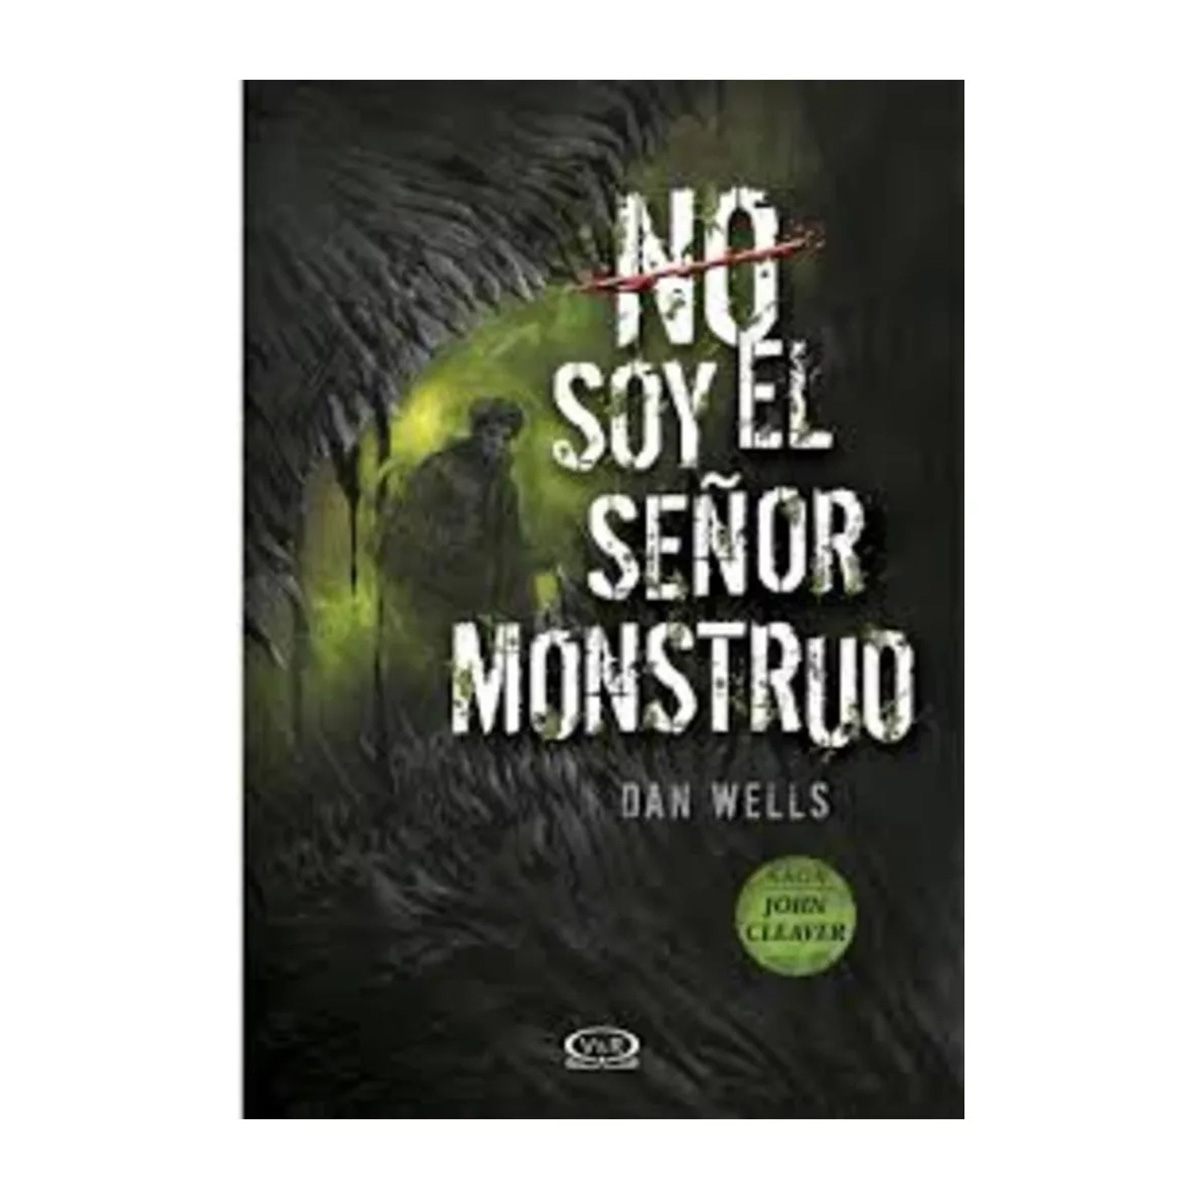 NO
SOY EL
SEÑOR
MONSTRUO
DAN WELLS
SAGA
JOHN
CLEAVER
V&R